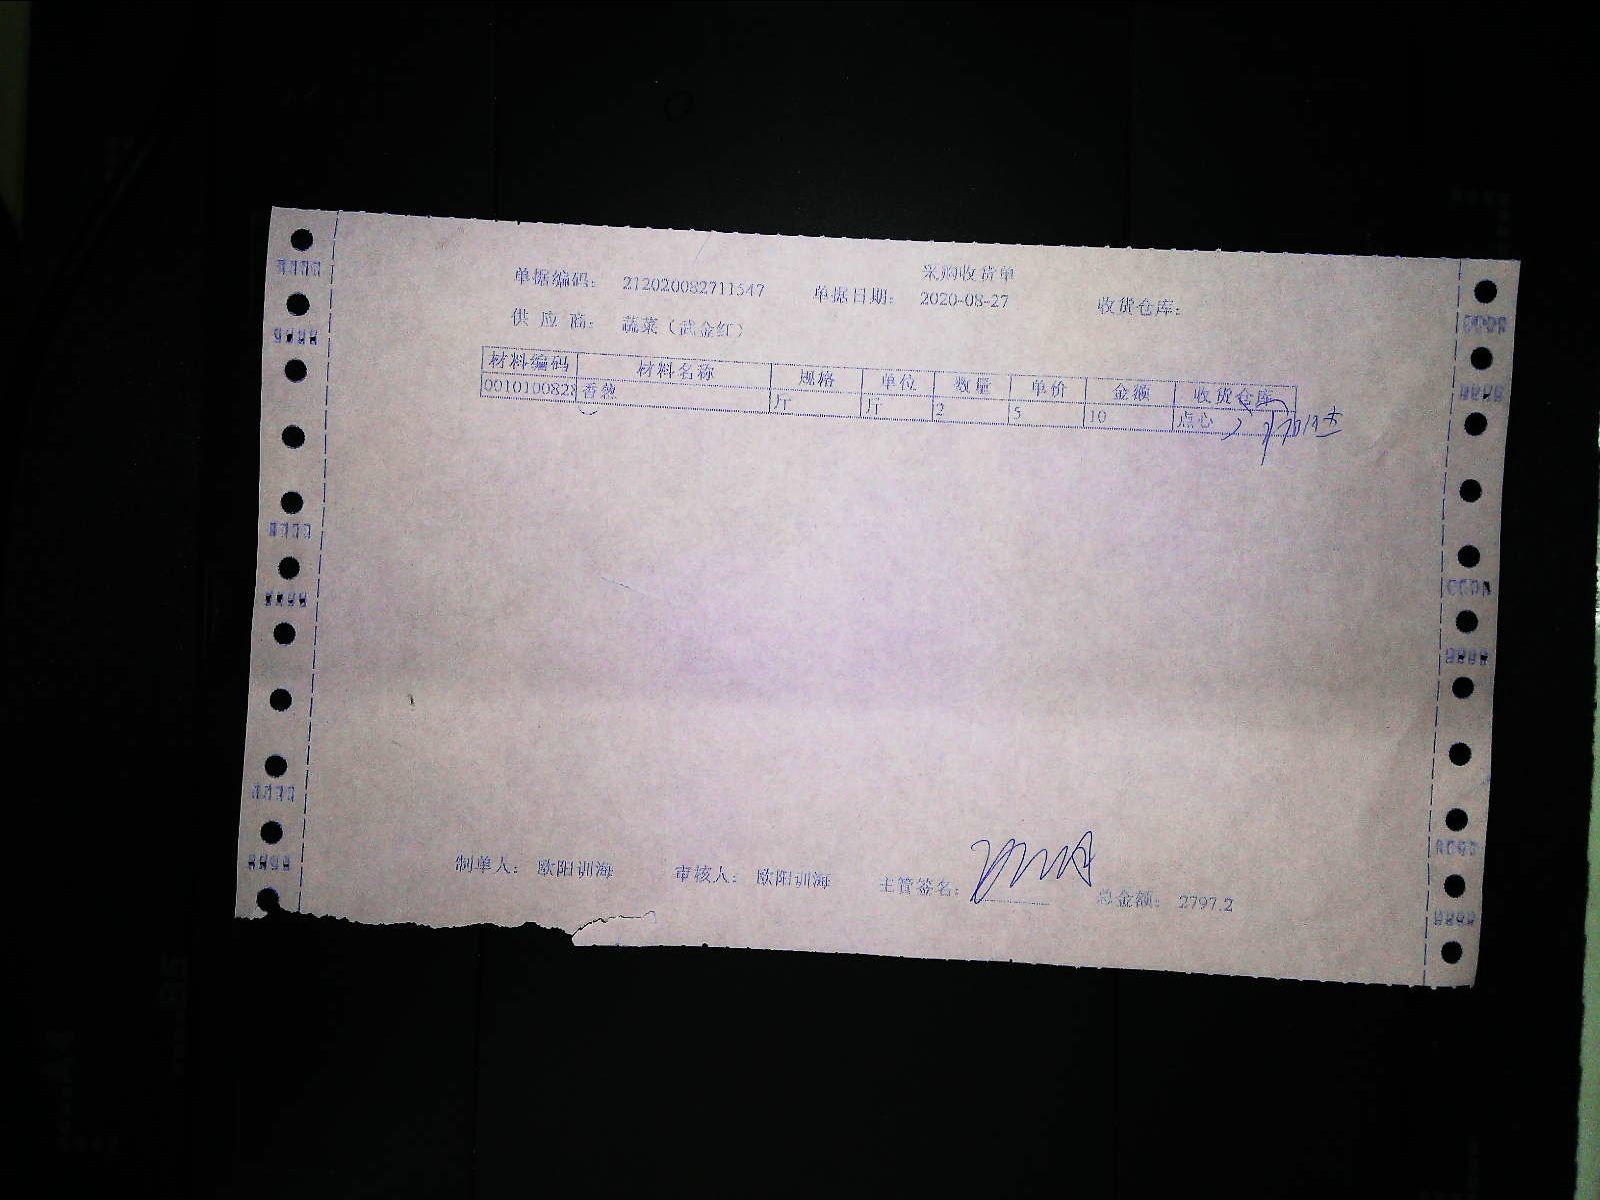 采购收货单
单据编码： 212020082711547 单据日期： 2020-08-27 收货仓库：
供 应 商： 蔬菜（武金红）
材料编码 材料名称 规格 单位 数量 单价 金额 收货仓库
0010100828 香葱 斤 斤 2 5 10 点心
制单人： 欧阳训海 审核人： 欧阳训海 主管签名： 总金额： 2797.2